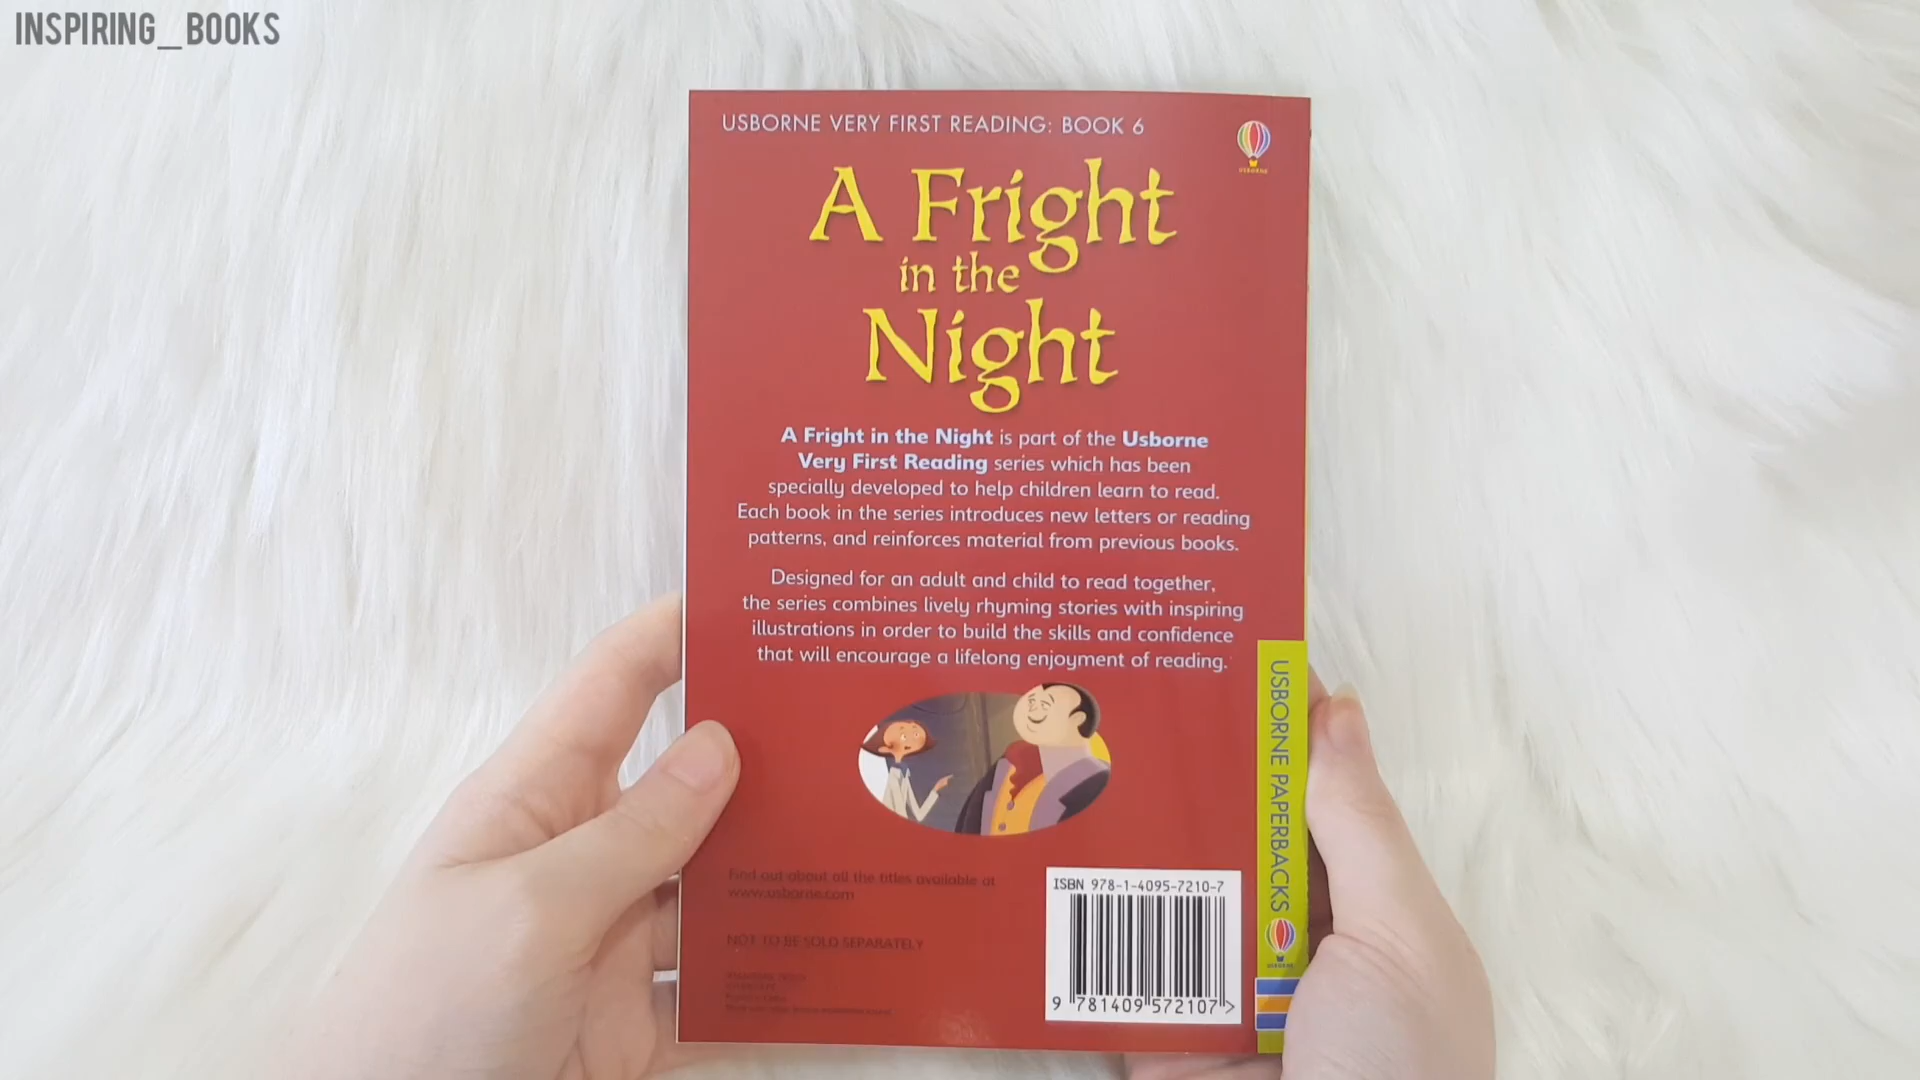 INSPIRING_BOOKS
USBORNE VERY FIRST READING: BOOK 6
USBORNE
A Fright
in the
Night
A Fright in the Night is part of the Usborne
Very First Reading series which has been
specially developed to help children learn to read.
Each book in the series introduces new letters or reading
patterns, and reinforces material from previous books.
Designed for an adult and child to read together,
the series combines lively rhyming stories with inspiring
illustrations in order to build the skills and confidence
that will encourage a lifelong enjoyment of reading.
Find out about all the titles available at
www.usborne.com
NOT TO BE SOLD SEPARATELY
ISBN 978-1-4095-7210-7
9 781409 572107 >
USBORNE PAPERBACKS
USBORNE